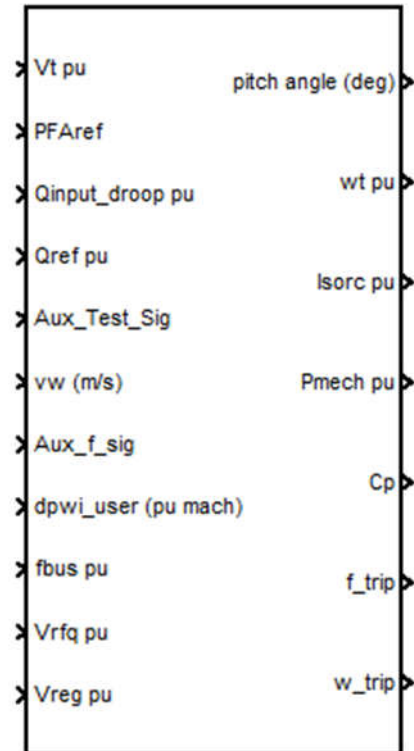 Vt pu
PFAref
Qinput_droop pu
Qref pu
Aux_Test_Sig
vw (m/s)
Aux_f_sig
dpwi_user (pu mach)
fbus pu
Vrfq pu
Vreg pu
pitch angle (deg)
wt pu
Isorc pu
Pmech pu
Cp
f_trip
w_trip